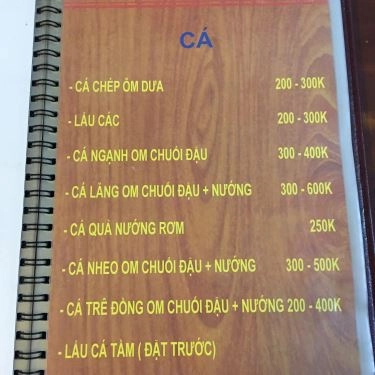 CÁ
- CÁ CHÉP ÔM DƯA 200 - 300K
- LẨU CÁC 200 - 300K
- CÁ NGẠNH OM CHUỐI ĐẬU 300 - 400K
- CÁ LĂNG OM CHUỐI ĐẬU + NƯỚNG 300 - 600K
- CÁ QUẢ NƯỚNG RƠM 250K
- CÁ NHEO OM CHUỐI ĐẬU + NƯỚNG 300 - 500K
- CÁ TRÊ ĐỒNG OM CHUỐI ĐẬU + NƯỚNG 200 - 400K
- LẨU CÁ TẦM ( ĐẶT TRƯỚC)